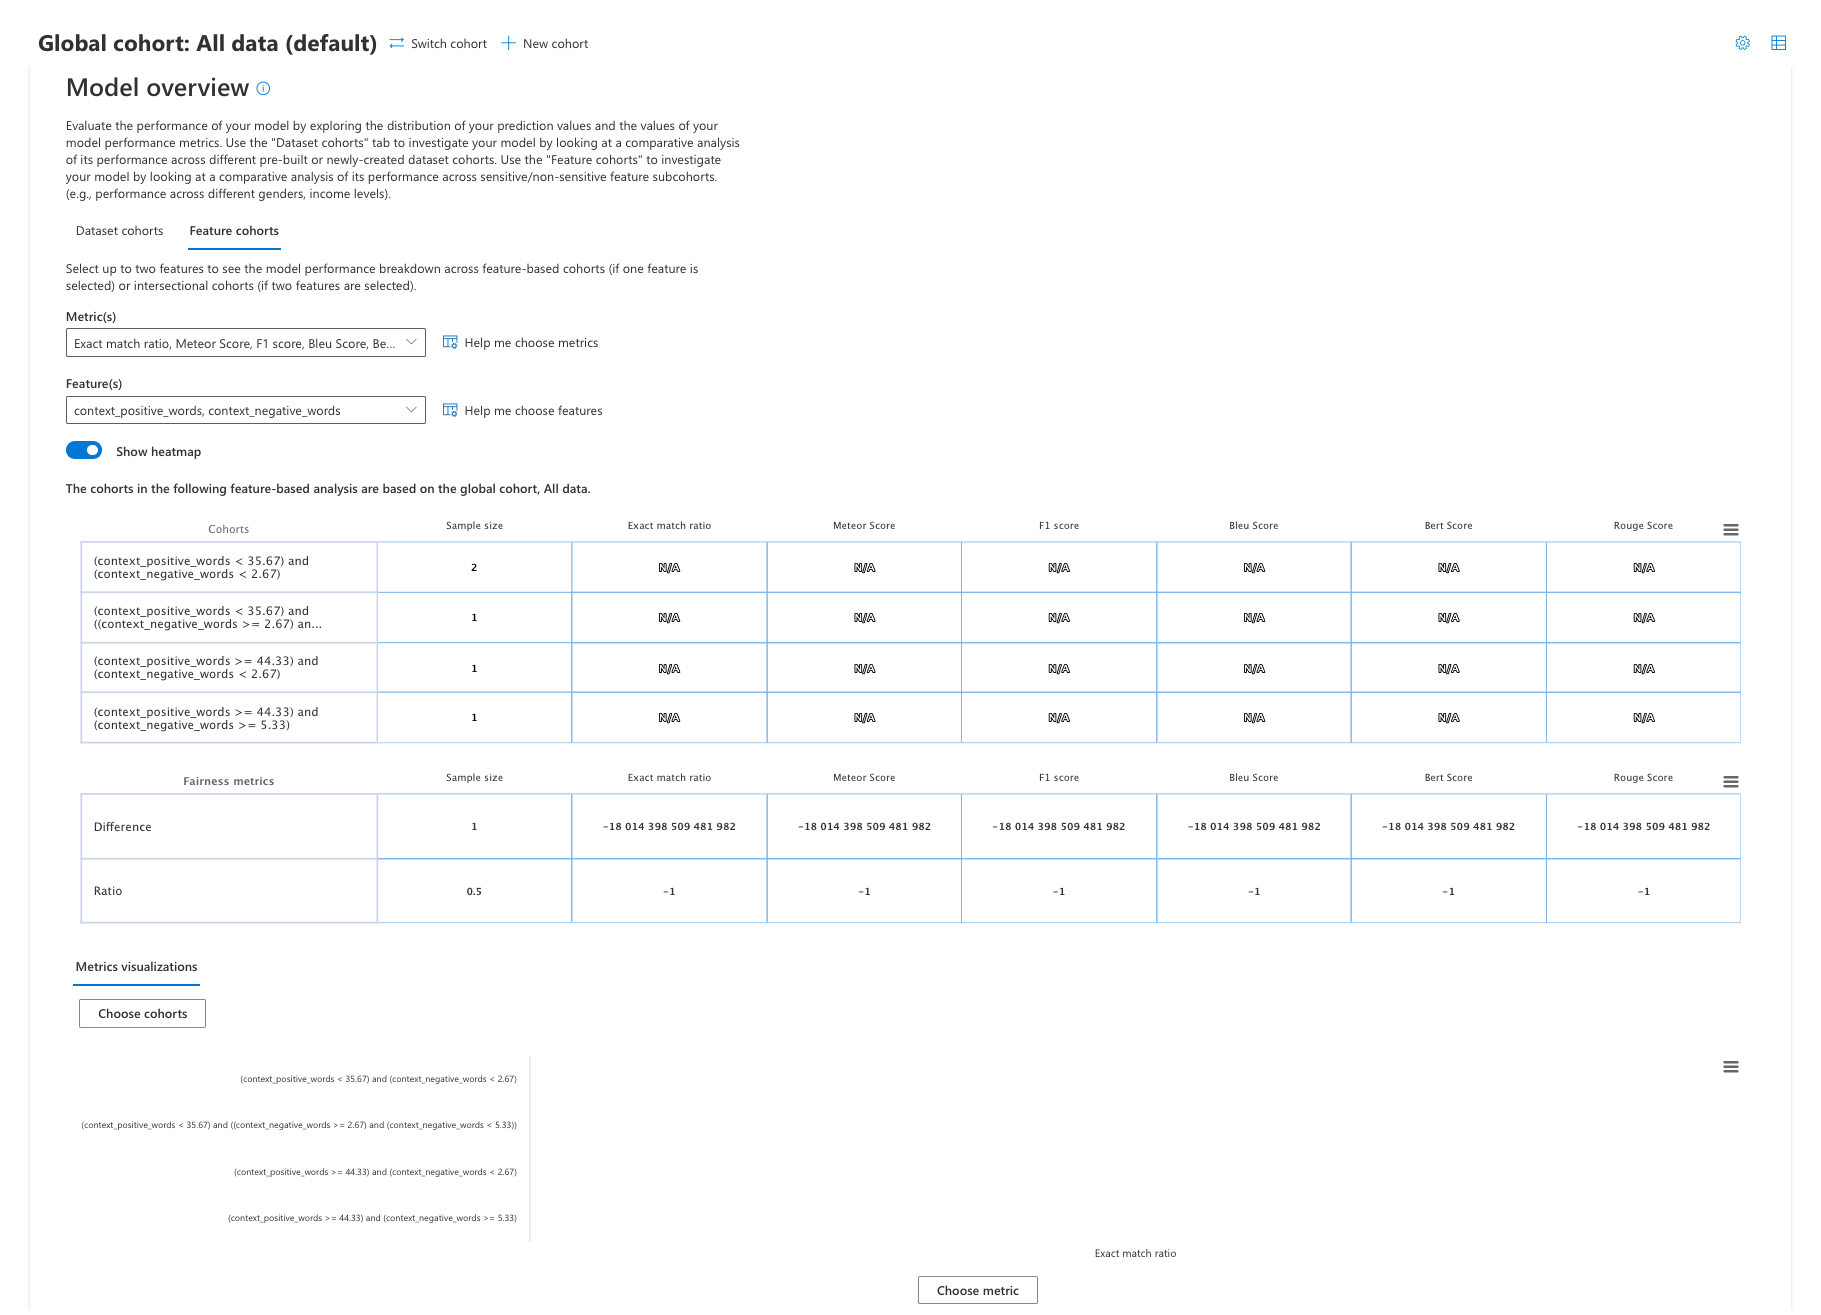 Global cohort: All data (default) Switch cohort New cohort
Model overview
Evaluate the performance of your model by exploring the distribution of your prediction values and the values of your
model performance metrics. Use the "Dataset cohorts" tab to investigate your model by looking at a comparative analysis
of its performance across different pre-built or newly-created dataset cohorts. Use the "Feature cohorts" to investigate
your model by looking at a comparative analysis of its performance across sensitive/non-sensitive feature subcohorts.
(e.g., performance across different genders, income levels).
Dataset cohorts Feature cohorts
Select up to two features to see the model performance breakdown across feature-based cohorts (if one feature is
selected) or intersectional cohorts (if two features are selected).
Metric(s)
Exact match ratio, Meteor Score, F1 score, Bleu Score, Be... Help me choose metrics
Feature(s)
context_positive_words, context_negative_words Help me choose features
Show heatmap
The cohorts in the following feature-based analysis are based on the global cohort, All data.
Cohorts Sample size Exact match ratio Meteor Score F1 score Bleu Score Bert Score Rouge Score
(context_positive_words < 35.67) and
(context_negative_words < 2.67) 2 N/A N/A N/A N/A N/A N/A
(context_positive_words < 35.67) and
((context_negative_words >= 2.67) an... 1 N/A N/A N/A N/A N/A N/A
(context_positive_words >= 44.33) and
(context_negative_words < 2.67) 1 N/A N/A N/A N/A N/A N/A
(context_positive_words >= 44.33) and
(context_negative_words >= 5.33) 1 N/A N/A N/A N/A N/A N/A
Fairness metrics Sample size Exact match ratio Meteor Score F1 score Bleu Score Bert Score Rouge Score
Difference 1 -18 014 398 509 481 982 -18 014 398 509 481 982 -18 014 398 509 481 982 -18 014 398 509 481 982 -18 014 398 509 481 982 -18 014 398 509 481 982
Ratio 0.5 -1 -1 -1 -1 -1 -1
Metrics visualizations
Choose cohorts
(context_positive_words < 35.67) and (context_negative_words < 2.67)
(context_positive_words < 35.67) and ((context_negative_words >= 2.67) and (context_negative_words < 5.33))
(context_positive_words >= 44.33) and (context_negative_words < 2.67)
(context_positive_words >= 44.33) and (context_negative_words >= 5.33)
Exact match ratio
Choose metric